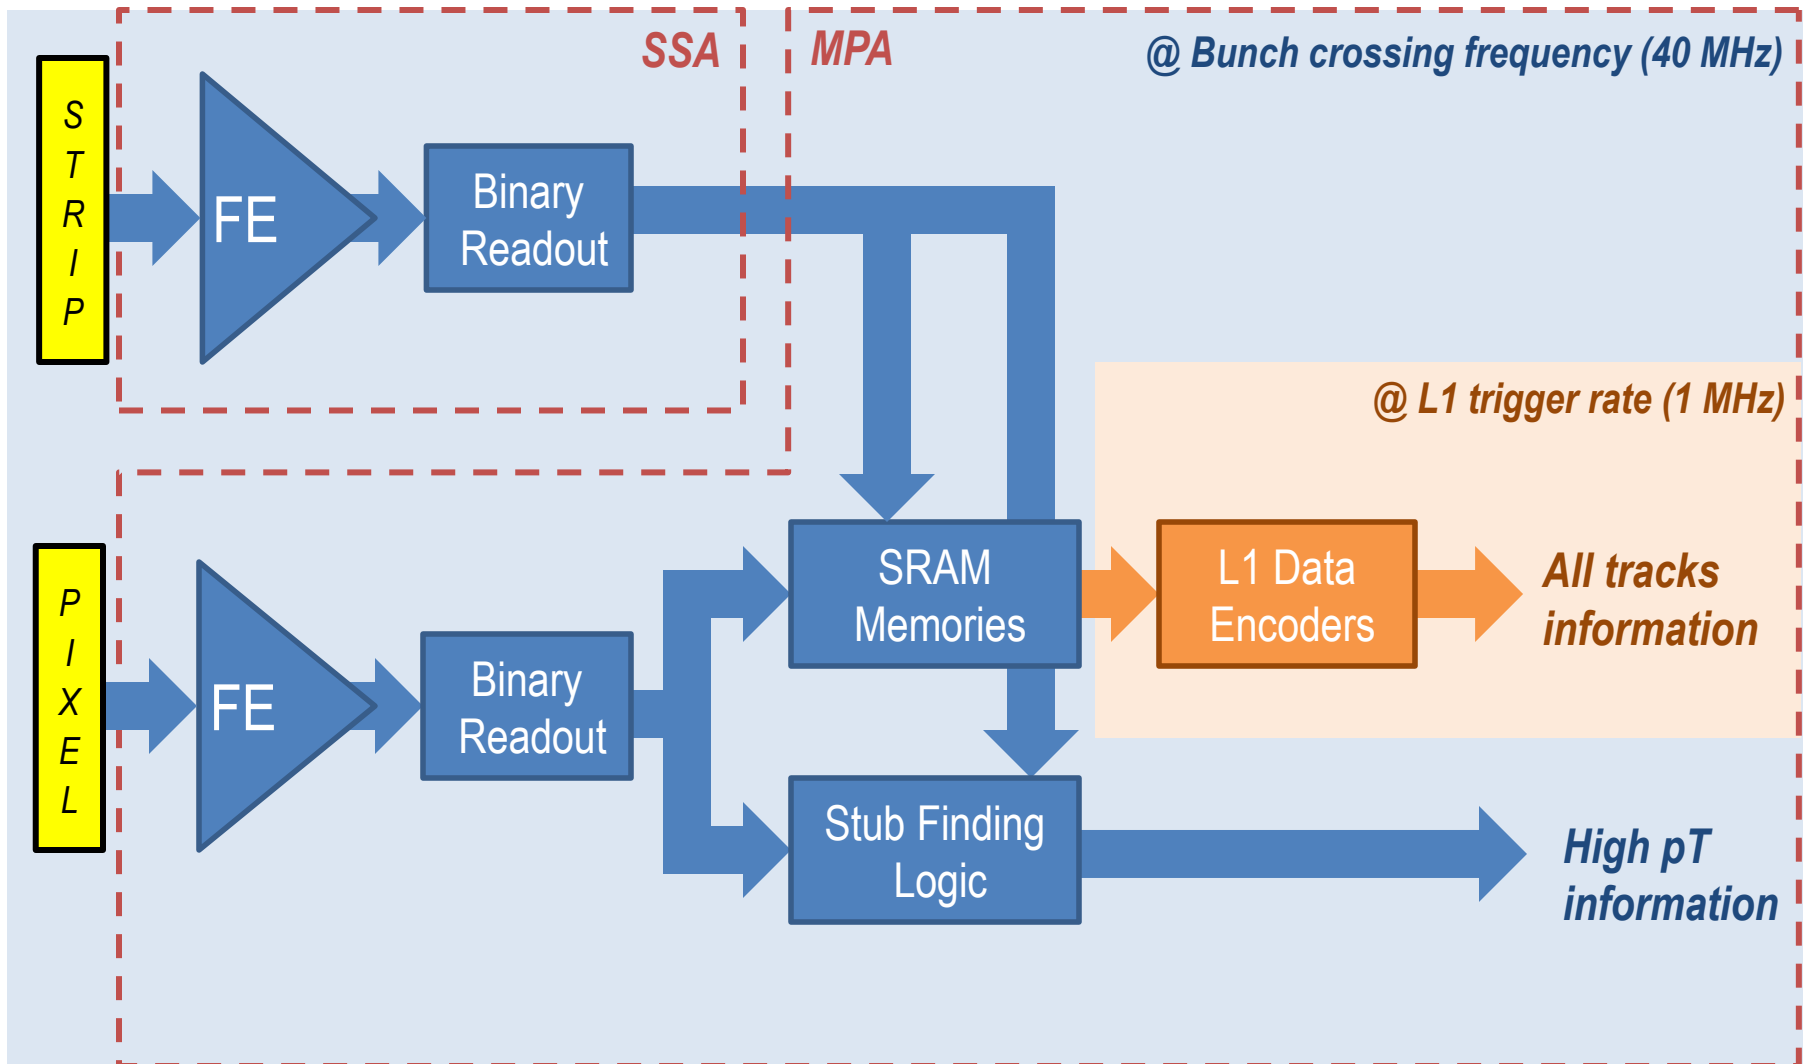 SSA
MPA
@ Bunch crossing frequency (40 MHz)
S
T
R
I
P
FE
Binary
Readout
@ L1 trigger rate (1 MHz)
P
I
X
E
L
FE
Binary
Readout
SRAM
Memories
L1 Data
Encoders
All tracks
information
Stub Finding
Logic
High pT
information